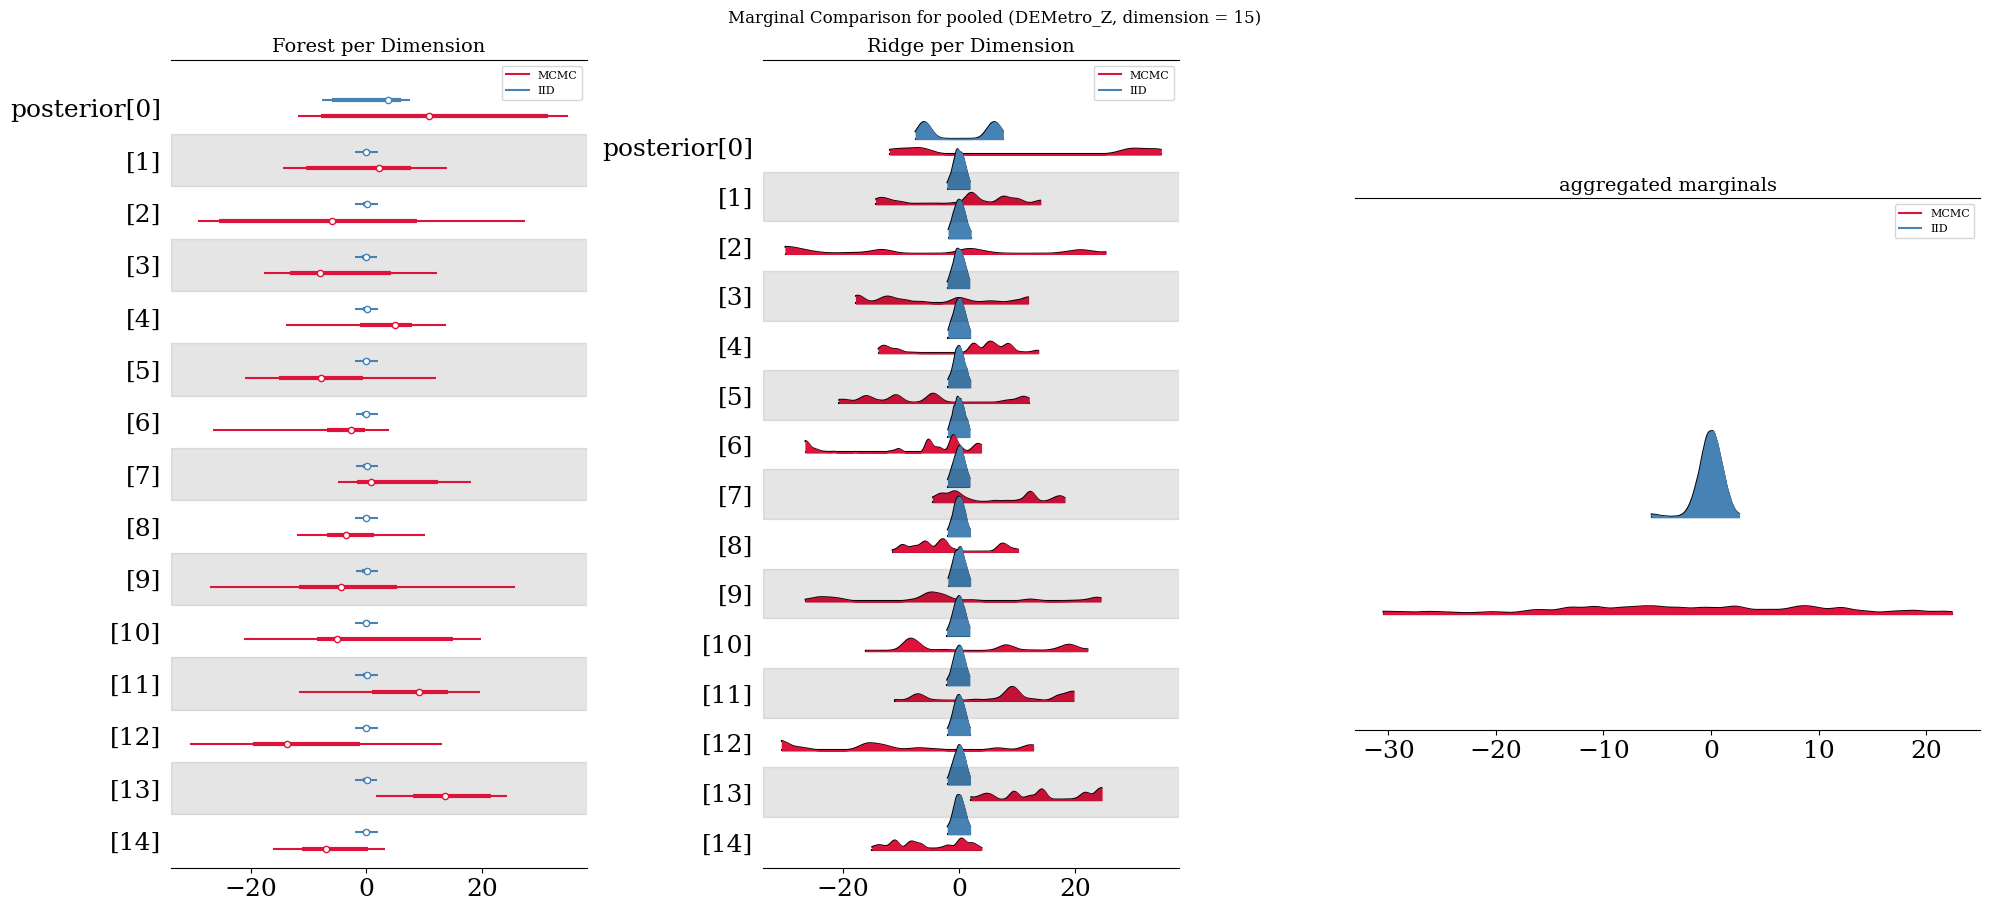 Marginal Comparison for pooled (DEMetro_Z, dimension = 15)
Forest per Dimension
MCMC
IID
posterior[0]
[1]
[2]
[3]
[4]
[5]
[6]
[7]
[8]
[9]
[10]
[11]
[12]
[13]
[14]
−20 0 20
Ridge per Dimension
MCMC
IID
posterior[0]
[1]
[2]
[3]
[4]
[5]
[6]
[7]
[8]
[9]
[10]
[11]
[12]
[13]
[14]
−20 0 20
aggregated marginals
MCMC
IID
−30 −20 −10 0 10 20